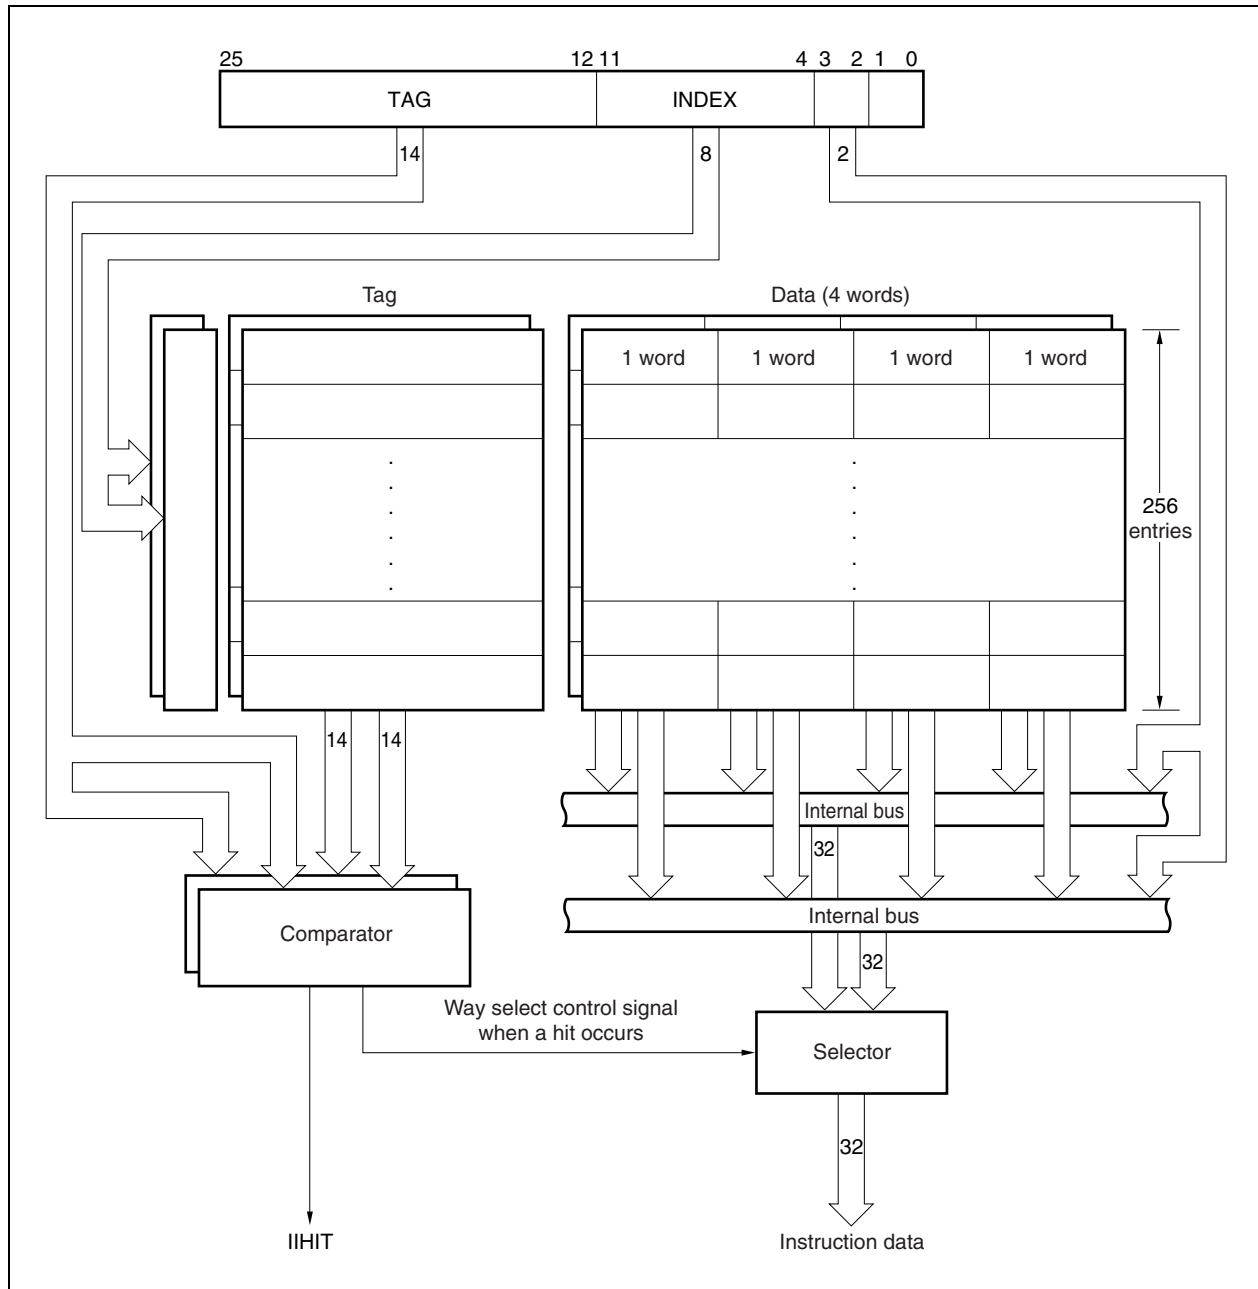 25 12 11 4 3 2 1 0
TAG INDEX
14 8 2
Tag Data (4 words)
1 word 1 word 1 word 1 word
256
entries
14 14
Internal bus
32
Internal bus
Comparator
32
Way select control signal
when a hit occurs
Selector
32
IIHIT Instruction data